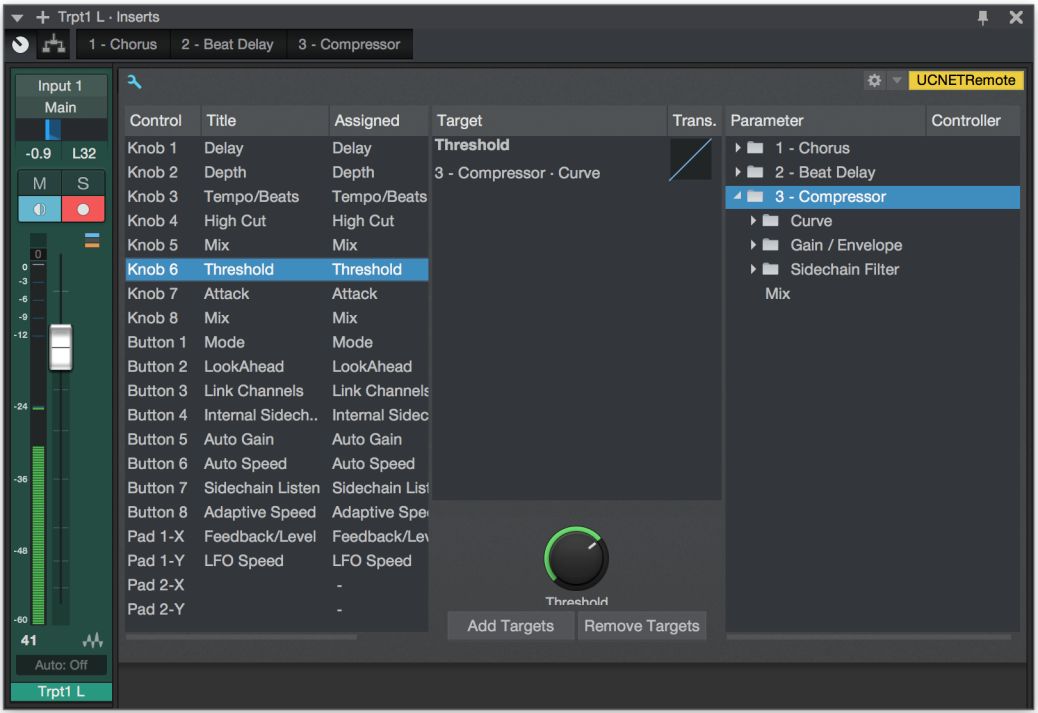 Trpt1 L · Inserts
1 - Chorus 2 - Beat Delay 3 - Compressor
Input 1
Main
-0.9 L32
M S
0
0
-3
-6
-9
-12
-24
-36
-48
-60
41
Auto: Off
Trpt1 L
UCNETRemote
Control Title Assigned
Knob 1 Delay Delay
Knob 2 Depth Depth
Knob 3 Tempo/Beats Tempo/Beats
Knob 4 High Cut High Cut
Knob 5 Mix Mix
Knob 6 Threshold Threshold
Knob 7 Attack Attack
Knob 8 Mix Mix
Button 1 Mode Mode
Button 2 LookAhead LookAhead
Button 3 Link Channels Link Channels
Button 4 Internal Sidech.. Internal Sidec
Button 5 Auto Gain Auto Gain
Button 6 Auto Speed Auto Speed
Button 7 Sidechain Listen Sidechain List
Button 8 Adaptive Speed Adaptive Spe
Pad 1-X Feedback/Level Feedback/Lev
Pad 1-Y LFO Speed LFO Speed
Pad 2-X -
Pad 2-Y -
Target Trans.
Threshold
3 - Compressor · Curve
Threshold
Add Targets Remove Targets
Parameter Controller
1 - Chorus
2 - Beat Delay
3 - Compressor
Curve
Gain / Envelope
Sidechain Filter
Mix